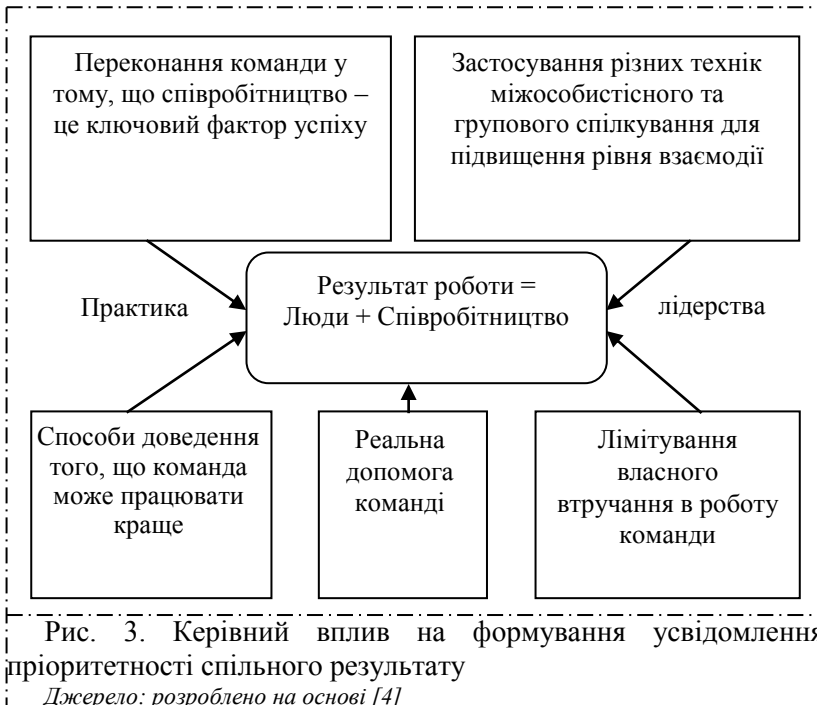 Переконання команди у
тому, що співробітництво –
це ключовий фактор успіху
Застосування різних технік
міжособистісного та
групового спілкування для
підвищення рівня взаємодії
Практика
Результат роботи =
Люди + Співробітництво
лідерства
Способи доведення
того, що команда
може працювати
краще
Реальна
допомога
команді
Лімітування
власного
втручання в роботу
команди
Рис. 3. Керівний вплив на формування усвідомлення
пріоритетності спільного результату
Джерело: розроблено на основі [4]